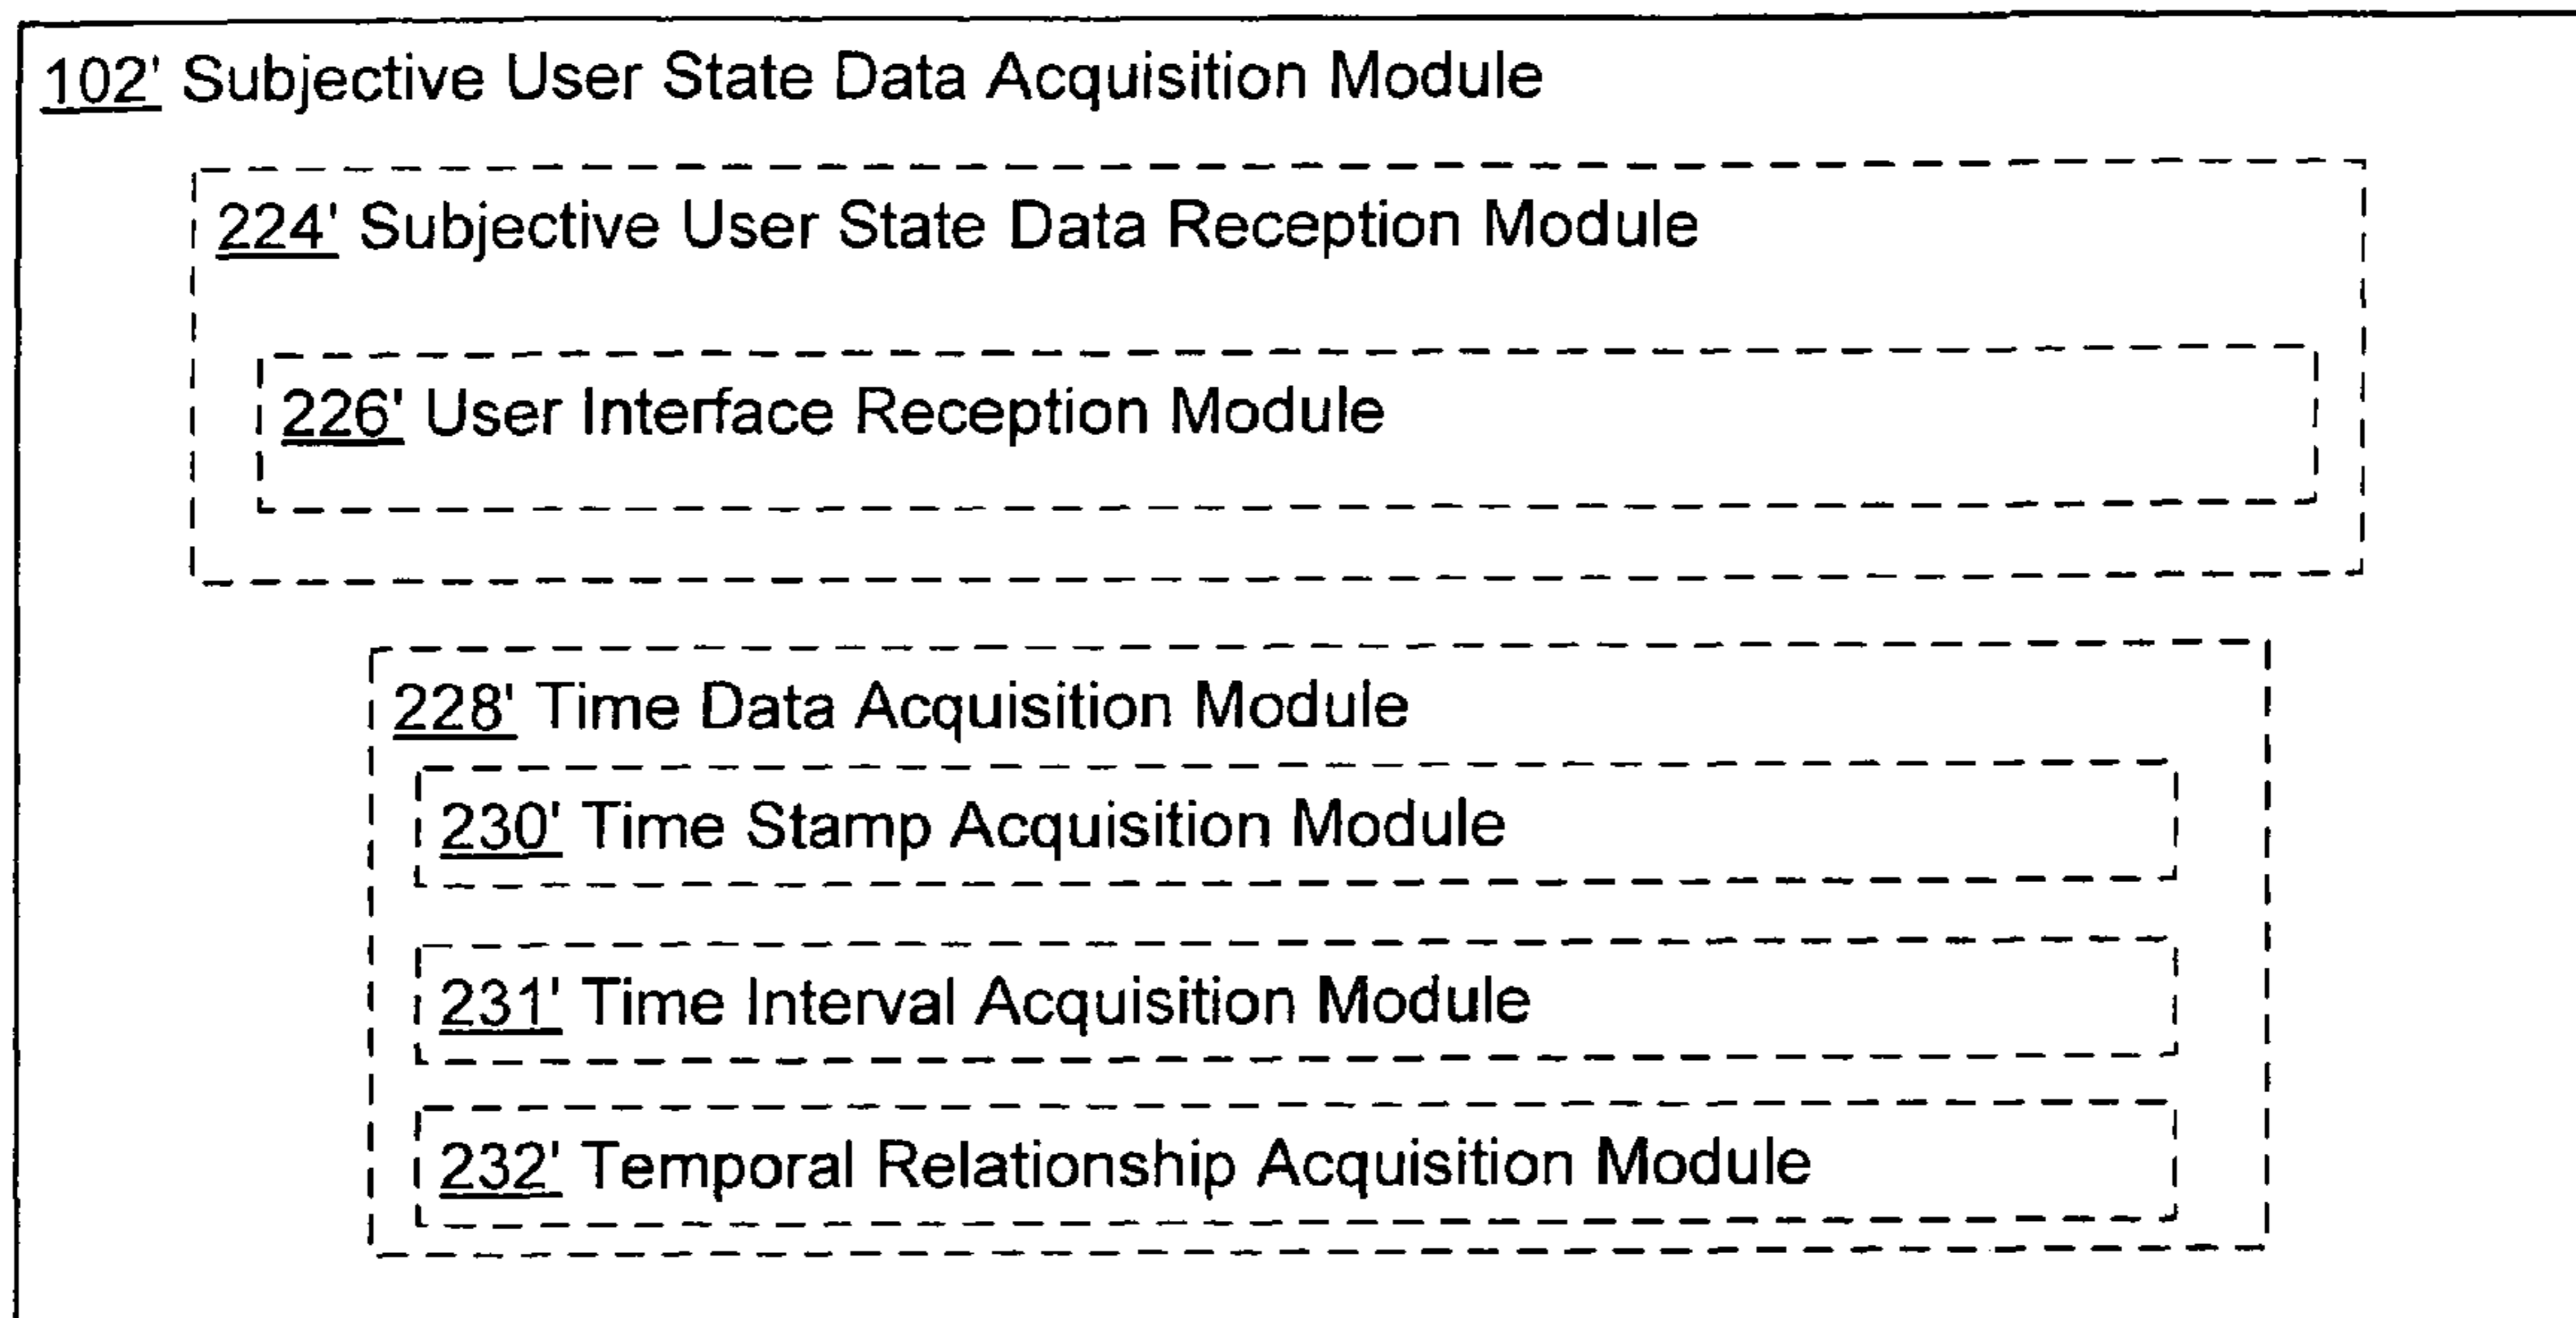 102' Subjective User State Data Acquisition Module
224' Subjective User State Data Reception Module
226' User Interface Reception Module
228' Time Data Acquisition Module
230' Time Stamp Acquisition Module
231' Time Interval Acquisition Module
232' Temporal Relationship Acquisition Module